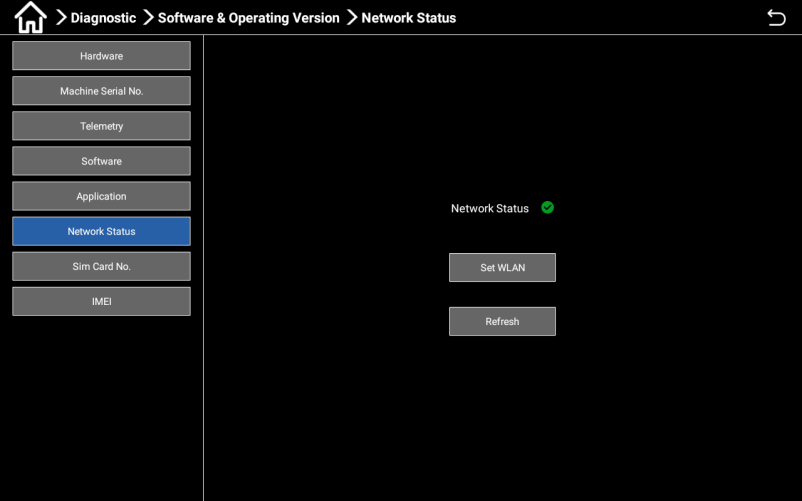 Diagnostic Software & Operating Version Network Status
Hardware
Machine Serial No.
Telemetry
Software
Application
Network Status
Sim Card No.
IMEI
Network Status
Set WLAN
Refresh